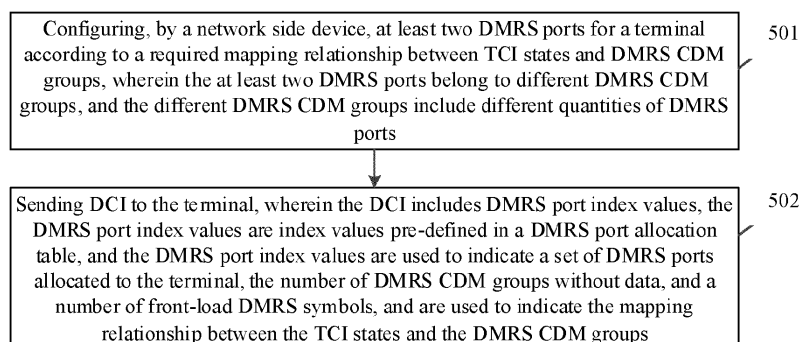 Configuring, by a network side device, at least two DMRS ports for a terminal
according to a required mapping relationship between TCI states and DMRS CDM
groups, wherein the at least two DMRS ports belong to different DMRS CDM
groups, and the different DMRS CDM groups include different quantities of DMRS
ports
501
Sending DCI to the terminal, wherein the DCI includes DMRS port index values, the
DMRS port index values are index values pre-defined in a DMRS port allocation
table, and the DMRS port index values are used to indicate a set of DMRS ports
allocated to the terminal, the number of DMRS CDM groups without data, and a
number of front-load DMRS symbols, and are used to indicate the mapping
relationship between the TCI states and the DMRS CDM groups
502